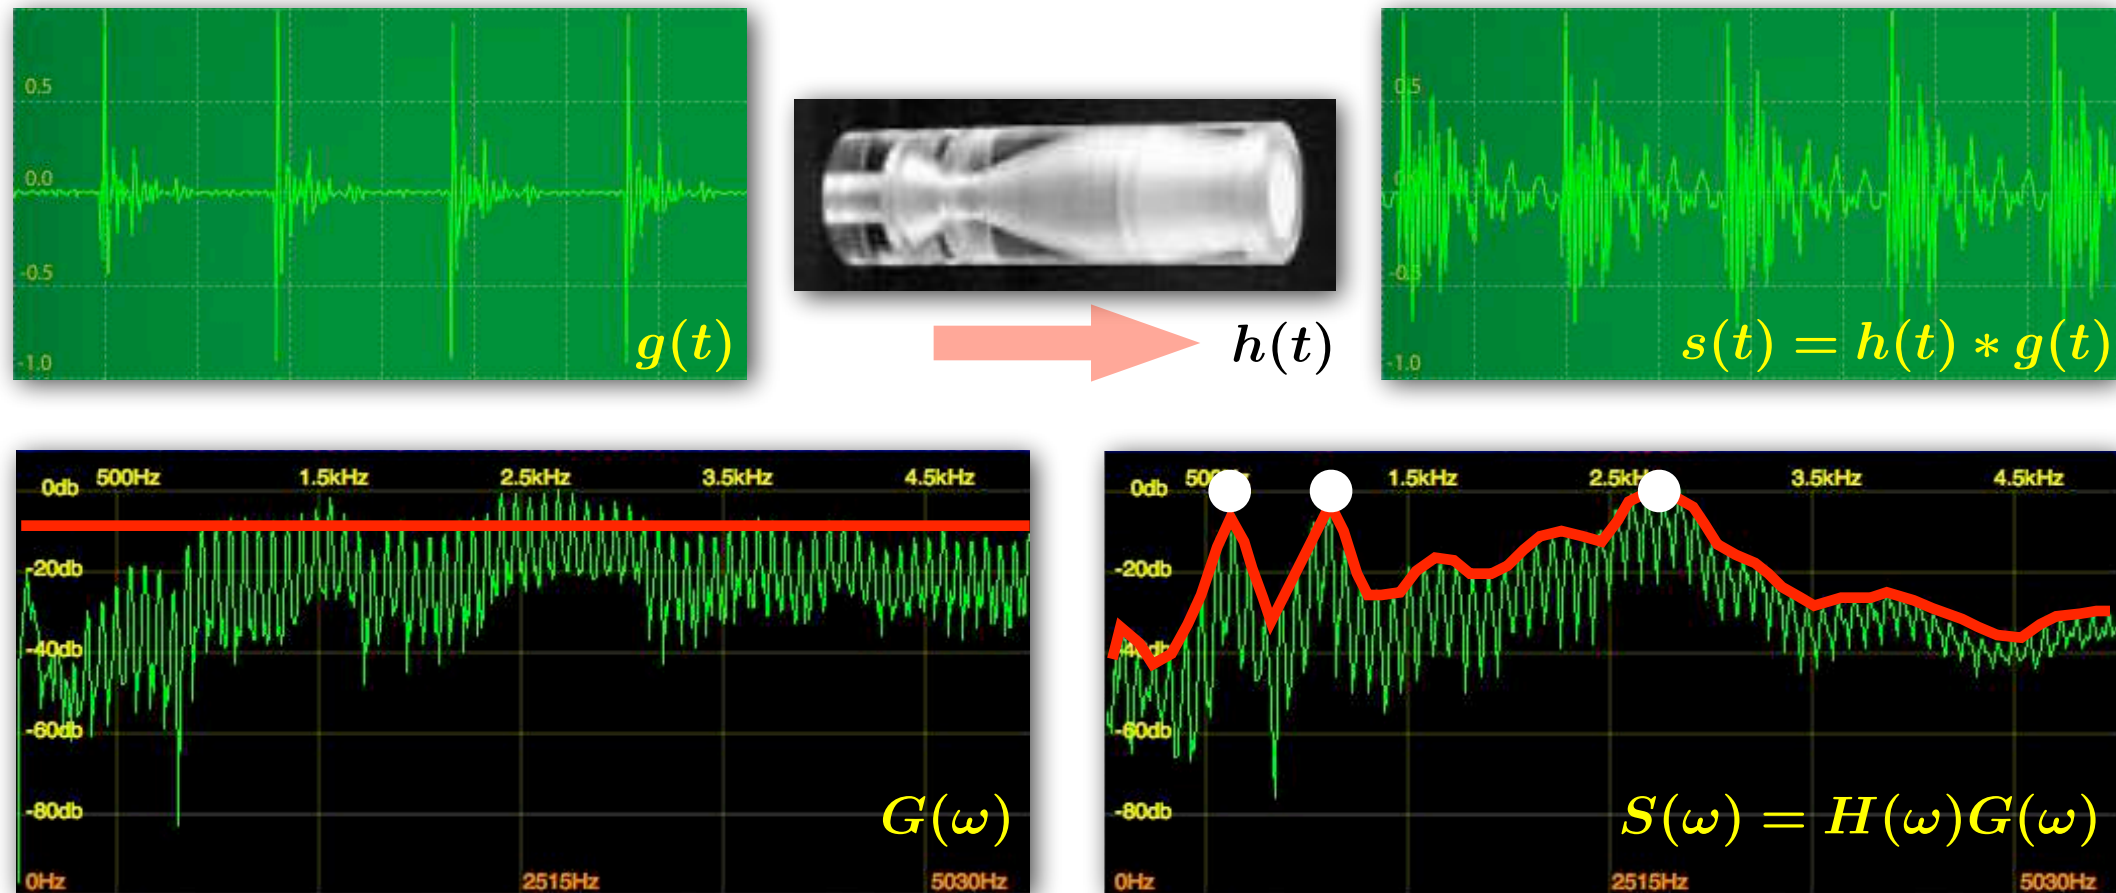 0.5
0.0
-0.5
-1.0
g(t)
h(t)
0.5
-0.5
-1.0
s(t) = h(t) * g(t)
500Hz 1.5kHz 2.5kHz 3.5kHz 4.5kHz
0db
-20db
-40db
-60db
-80db
G(ω)
0Hz 2515Hz 5030Hz
1.5kHz 3.5kHz 4.5kHz
0db
-20db
-40db
-60db
-80db
S(ω) = H(ω)G(ω)
0Hz 2515Hz 5030Hz